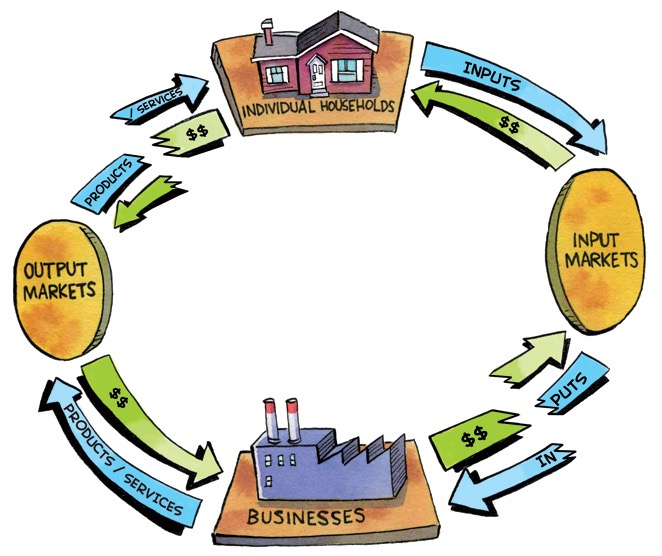 / SERVICES
$$
PRODUCTS
INDIVIDUAL HOUSEHOLDS
INPUTS
$$
OUTPUT
MARKETS
INPUT
MARKETS
$$
PRODUCTS / SERVICES
BUSINESSES
$$
PUTS
IN